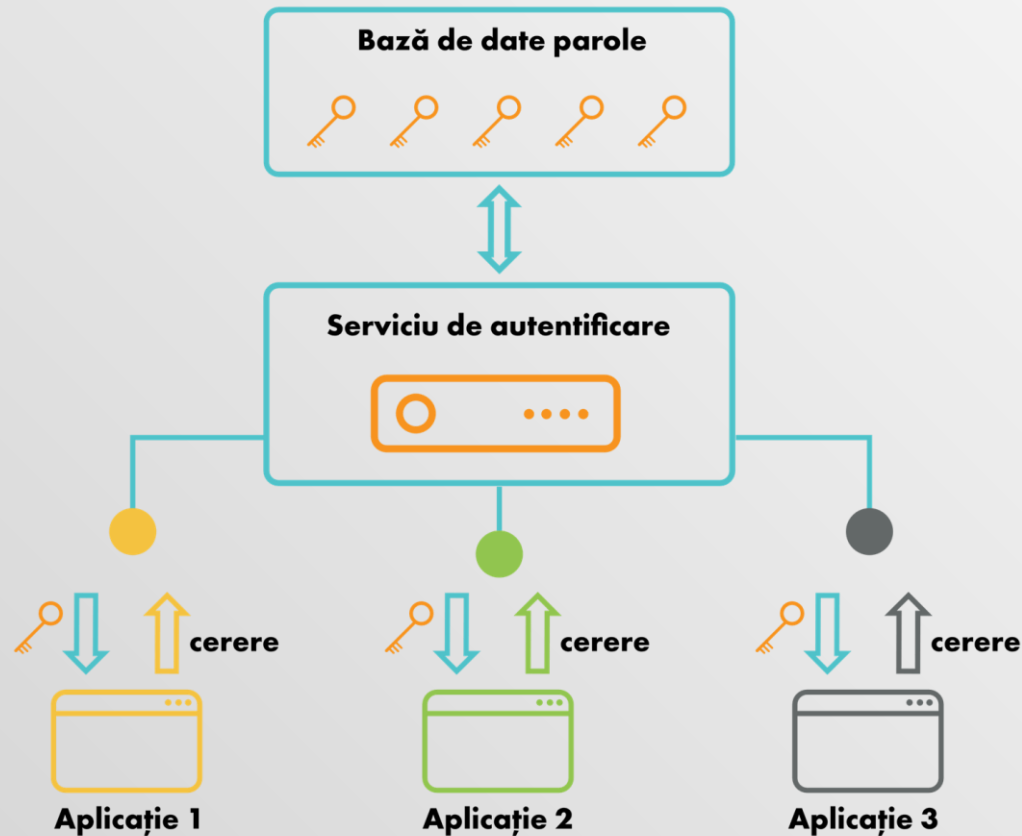 Bază de date parole
Serviciu de autentificare
cerere
cerere
cerere
Aplicație 1
Aplicație 2
Aplicație 3